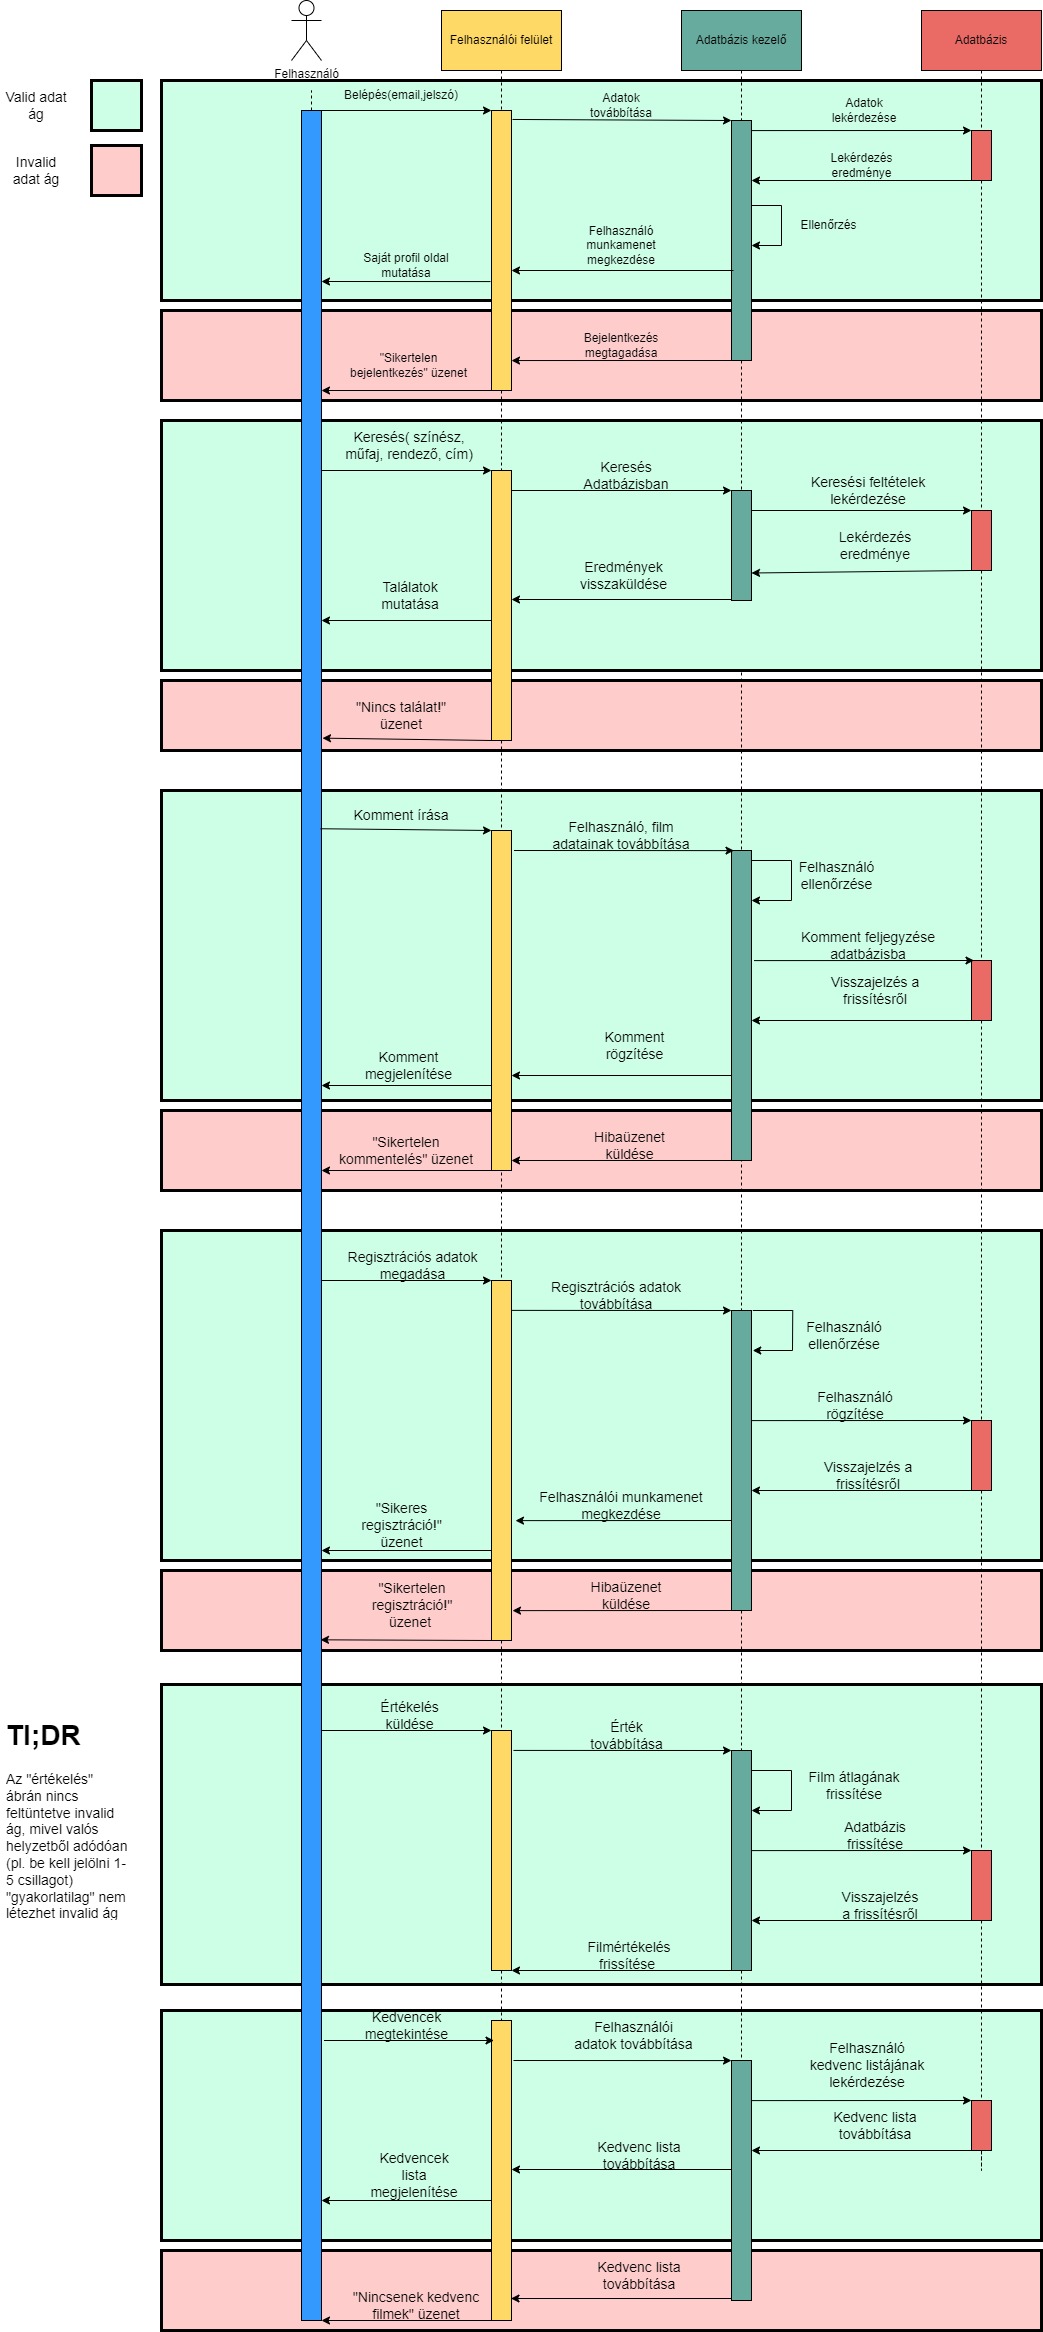 Felhasználó
Felhasználói felület
Adatbázis kezelő
Adatbázis
Valid adat
ág
Invalid
adat ág
Belépés(email,jelszó)
Adatok
továbbítása
Adatok
lekérdezése
Lekérdezés
eredménye
Ellenőrzés
Felhasználó
munkamenet
megkezdése
Saját profil oldal
mutatása
Bejelentkezés
megtagadása
"Sikertelen
bejelentkezés" üzenet
Keresés( színész,
műfaj, rendező, cím)
Keresés
Adatbázisban
Keresési feltételek
lekérdezése
Lekérdezés
eredménye
Eredmények
visszaküldése
Találatok
mutatása
"Nincs találat!"
üzenet
Komment írása
Felhasználó, film
adatainak továbbítása
Felhasználó
ellenőrzése
Komment feljegyzése
adatbázisba
Visszajelzés a
frissítésről
Komment
rögzítése
Komment
megjelenítése
Hibaüzenet
küldése
"Sikertelen
kommentelés" üzenet
Regisztrációs adatok
megadása
Regisztrációs adatok
továbbítása
Felhasználó
ellenőrzése
Felhasználó
rögzítése
Visszajelzés a
frissítésről
Felhasználói munkamenet
megkezdése
"Sikeres
regisztráció!"
üzenet
Hibaüzenet
küldése
"Sikertelen
regisztráció!"
üzenet
Értékelés
küldése
Érték
továbbítása
Film átlagának
frissítése
Adatbázis
frissítése
Visszajelzés
a frissítésről
Filmértékelés
frissítése
Tl;DR
Az "értékelés"
ábrán nincs
feltüntetve invalid
ág, mivel valós
helyzetből adódóan
(pl. be kell jelölni 1-
5 csillagot)
"gyakorlatilag" nem
létezhet invalid ág
Kedvencek
megtekintése
Felhasználói
adatok továbbítása
Felhasználó
kedvenc listájának
lekérdezése
Kedvenc lista
továbbítása
Kedvenc lista
továbbítása
Kedvencek
lista
megjelenítése
Kedvenc lista
továbbítása
"Nincsenek kedvenc
filmek" üzenet